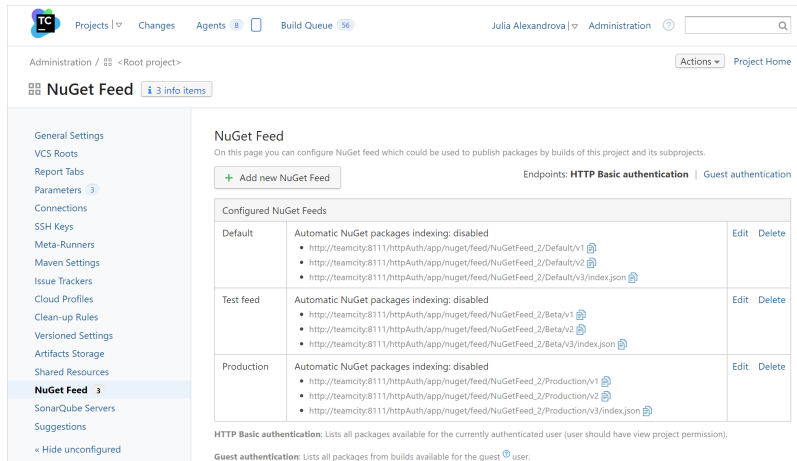 TC
Projects
Changes
Agents 8
Build Queue 56
Julia Alexandrova
Administration
?
Administration / <Root project>
Actions
Project Home
NuGet Feed
i 3 info items
General Settings
VCS Roots
Report Tabs
Parameters 3
Connections
SSH Keys
Meta-Runners
Maven Settings
Issue Trackers
Cloud Profiles
Clean-up Rules
Versioned Settings
Artifacts Storage
Shared Resources
NuGet Feed 3
SonarQube Servers
Suggestions
« Hide unconfigured
NuGet Feed
On this page you can configure NuGet feed which could be used to publish packages by builds of this project and its subprojects.
+ Add new NuGet Feed
Endpoints: HTTP Basic authentication | Guest authentication
Configured NuGet Feeds
Default
Automatic NuGet packages indexing: disabled
• http://teamcity:8111/httpAuth/app/nuget/feed/NuGetFeed_2/Default/v1
• http://teamcity:8111/httpAuth/app/nuget/feed/NuGetFeed_2/Default/v2
• http://teamcity:8111/httpAuth/app/nuget/feed/NuGetFeed_2/Default/v3/index.json
Edit Delete
Test feed
Automatic NuGet packages indexing: disabled
• http://teamcity:8111/httpAuth/app/nuget/feed/NuGetFeed_2/Beta/v1
• http://teamcity:8111/httpAuth/app/nuget/feed/NuGetFeed_2/Beta/v2
• http://teamcity:8111/httpAuth/app/nuget/feed/NuGetFeed_2/Beta/v3/index.json
Edit Delete
Production
Automatic NuGet packages indexing: disabled
• http://teamcity:8111/httpAuth/app/nuget/feed/NuGetFeed_2/Production/v1
• http://teamcity:8111/httpAuth/app/nuget/feed/NuGetFeed_2/Production/v2
• http://teamcity:8111/httpAuth/app/nuget/feed/NuGetFeed_2/Production/v3/index.json
Edit Delete
HTTP Basic authentication: Lists all packages available for the currently authenticated user (user should have view project permission).
Guest authentication: Lists all packages from builds available for the guest ? user.